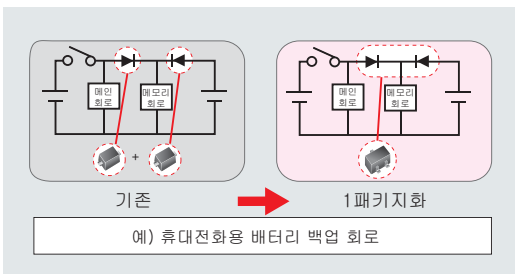 메인
회로
메모리
회로
+
기존
메인
회로
메모리
회로
1패키지화
예) 휴대전화용 배터리 백업 회로